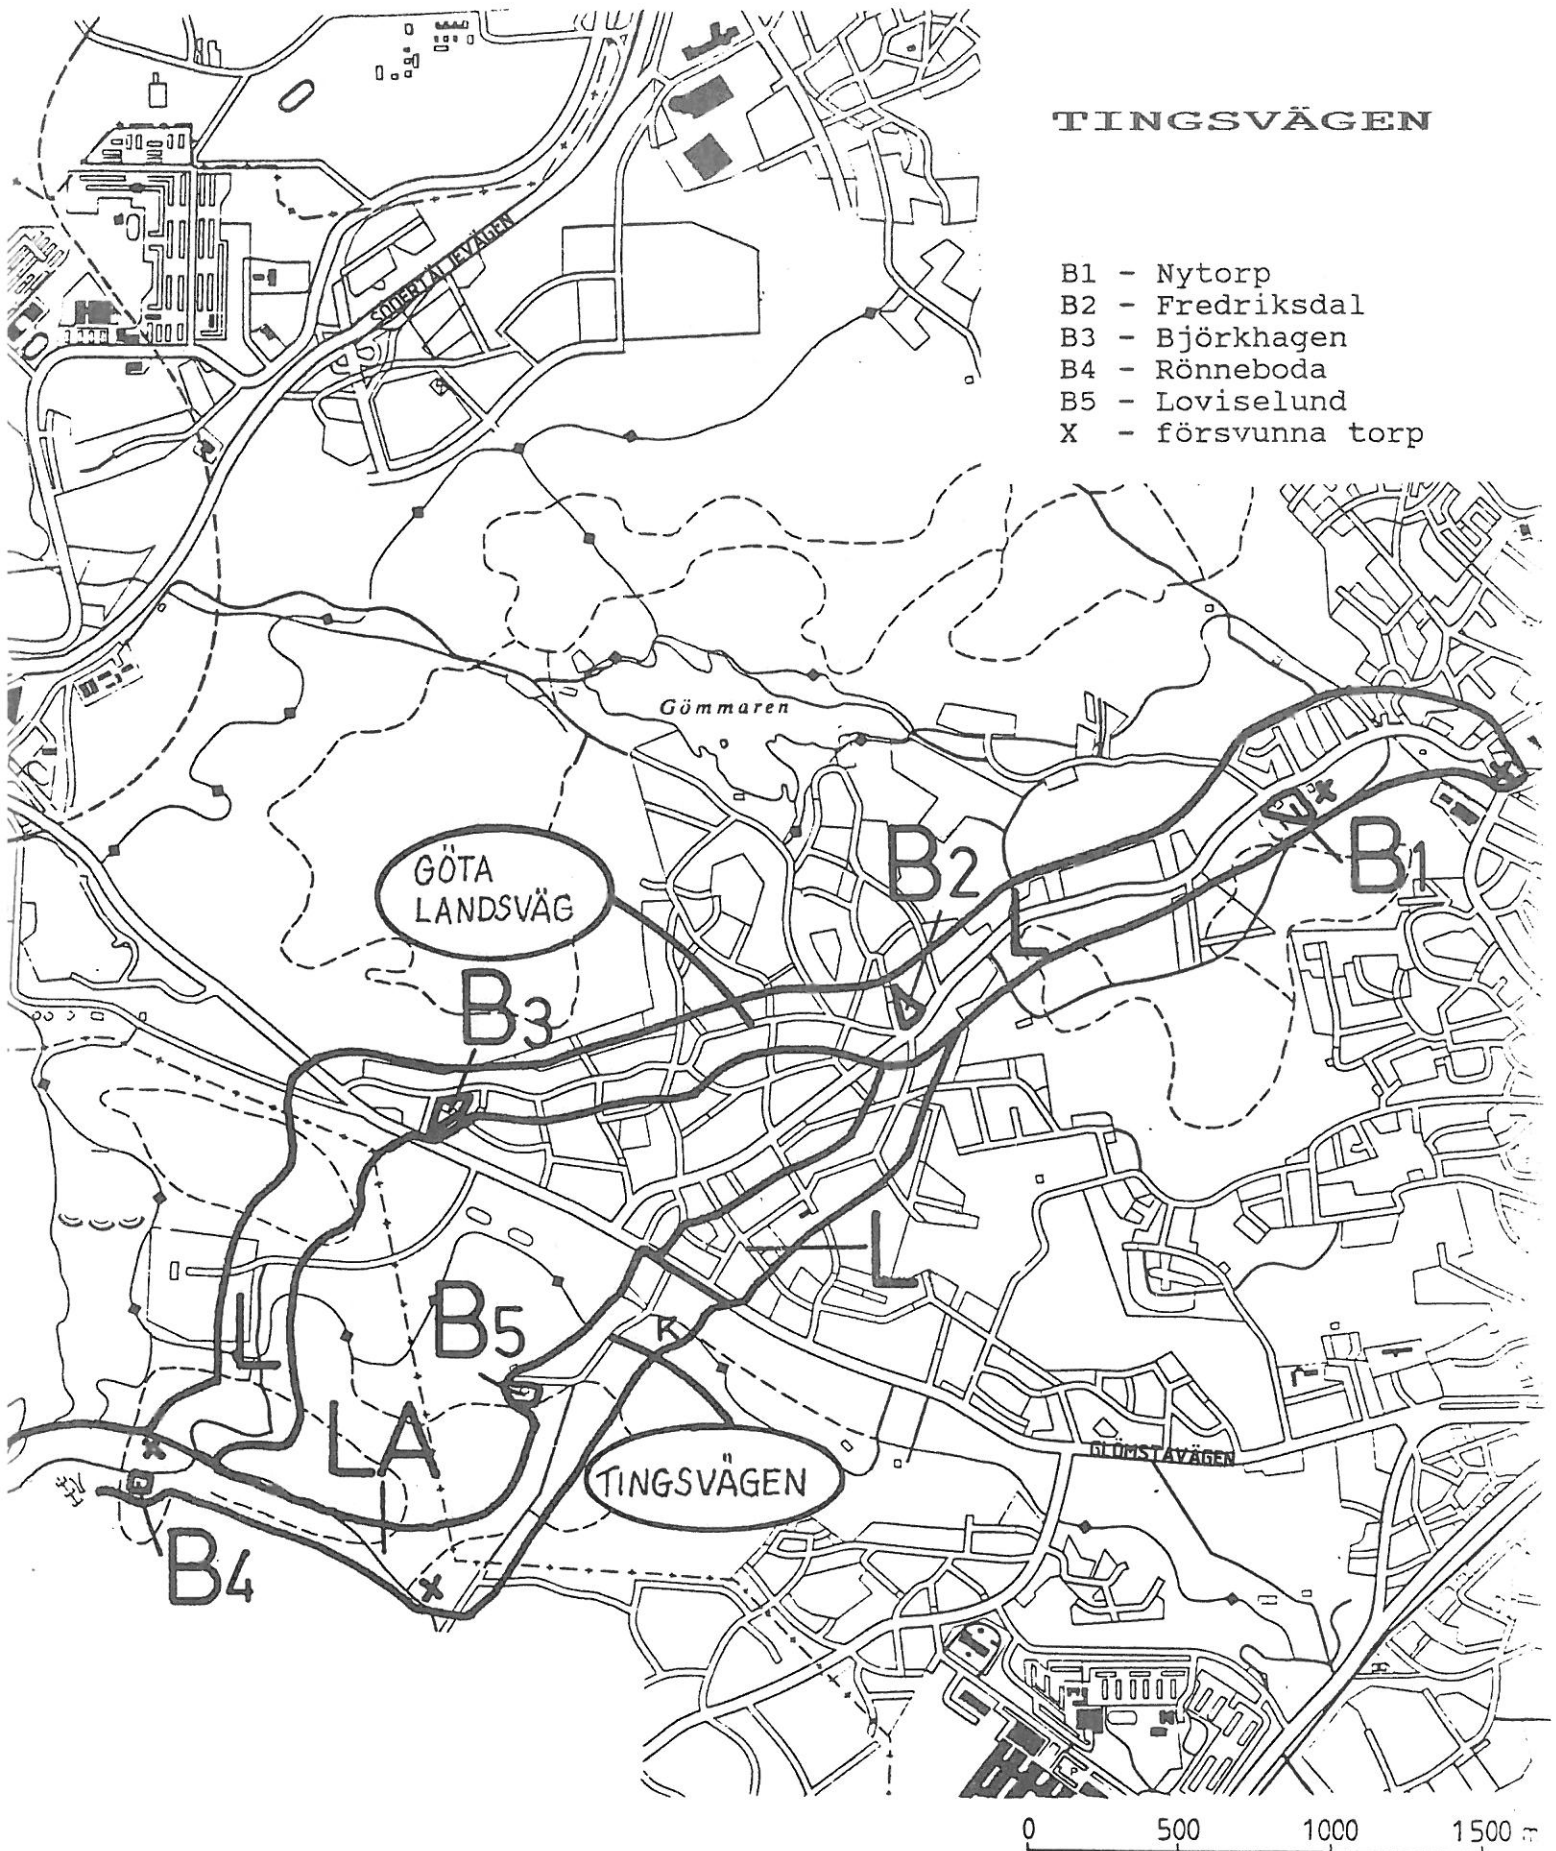 TINGSVÄGEN
B1 - Nytorp
B2 - Fredriksdal
B3 - Björkhagen
B4 - Rönneboda
B5 - Loviselund
X - försvunna torp
SÖDERTÄLJEVÄGEN
Gömmaren
GÖTA
LANDSVÄG
B2
B1
L
B3
L
B5
L
LA
TINGSVÄGEN
GLÖMSTAVÄGEN
B4
0 500 1000 1500 m